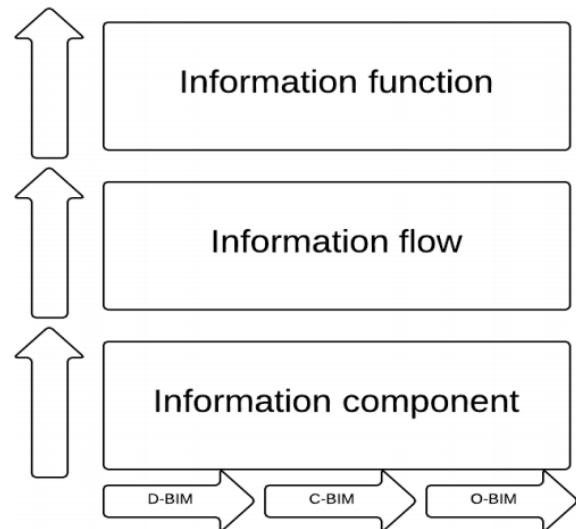 Information function
Information flow
Information component
D-BIM
C-BIM
O-BIM